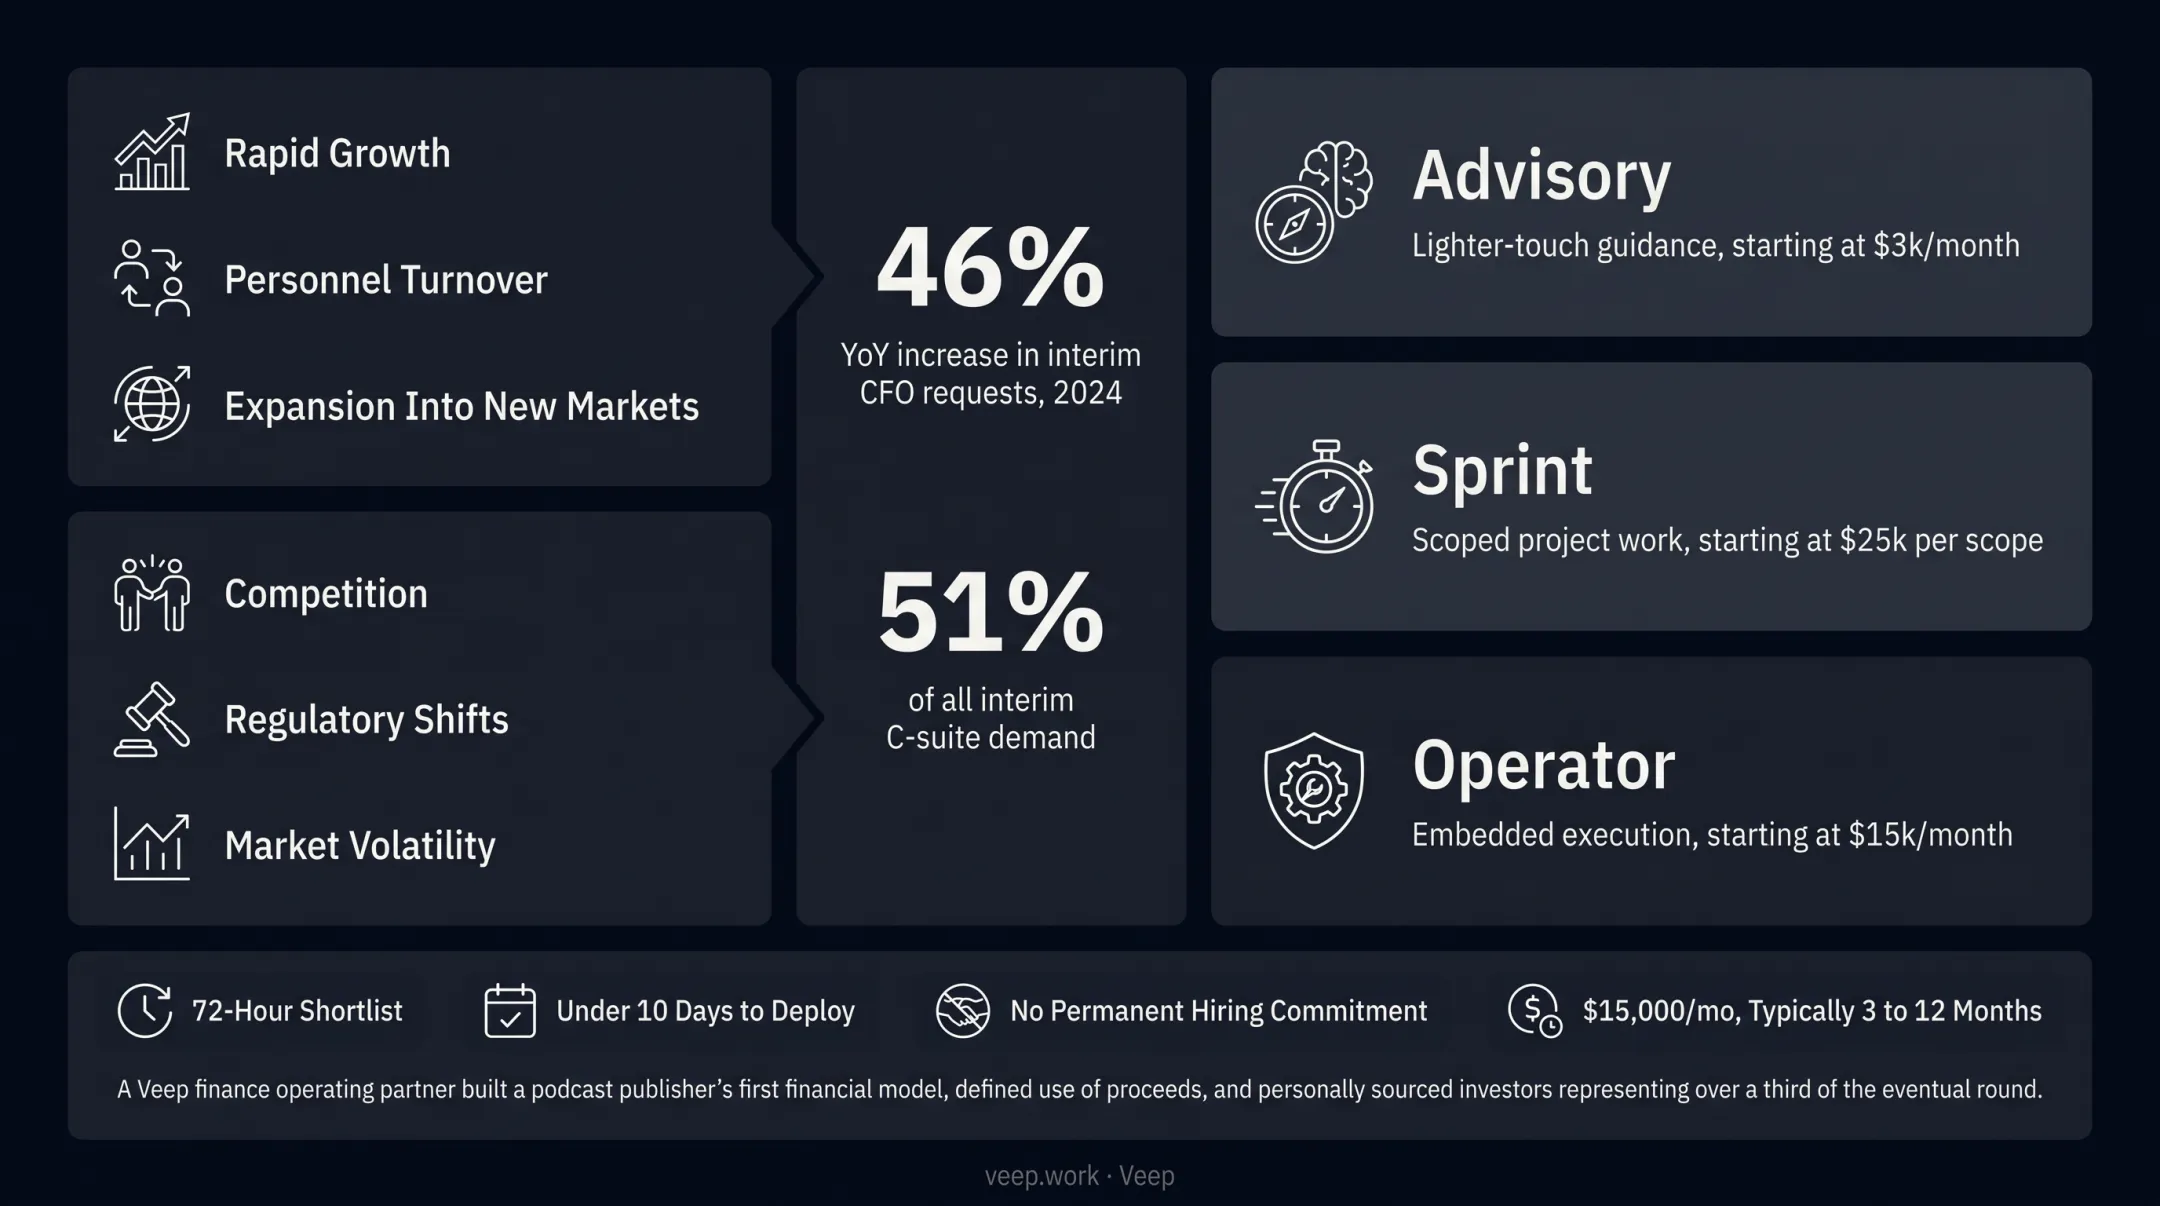 Rapid Growth
Personnel Turnover
Expansion Into New Markets
Competition
Regulatory Shifts
Market Volatility
46%
YoY increase in interim
CFO requests, 2024
51%
of all interim
C-suite demand
Advisory
Lighter-touch guidance, starting at $3k/month
Sprint
Scoped project work, starting at $25k per scope
Operator
Embedded execution, starting at $15k/month
72-Hour Shortlist
Under 10 Days to Deploy
No Permanent Hiring Commitment
$15,000/mo, Typically 3 to 12 Months
A Veep finance operating partner built a podcast publisher’s first financial model, defined use of proceeds, and personally sourced investors representing over a third of the eventual round.
veep.work · Veep